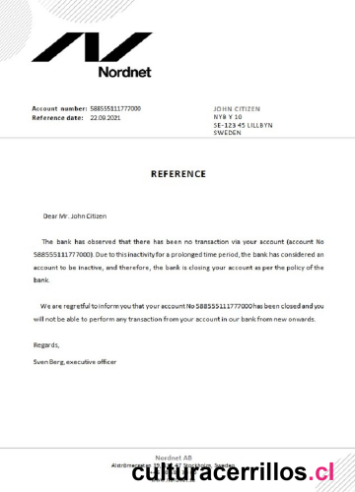 Nordnet
Account number: 588555111777000
Reference date: 22.09.2021
JOHN CITIZEN
NYB Y 10
SE-123 45 LILLBYN
SWEDEN
REFERENCE
Dear Mr. John Citizen
The bank has observed that there has been no transaction via your account (account No
588555111777000). Due to this inactivity for a prolonged time period, the bank has considered an
account to be inactive, and therefore, the bank is closing your account as per the policy of the
bank.
We are regretful to inform you that your account No 588555111777000 has been closed and you
will not be able to perform any transaction from your account in our bank from now onwards.
Regards,
Sven Berg, executive officer
Nordnet AB
Stockholm, Sweden
culturacerrillos.cl